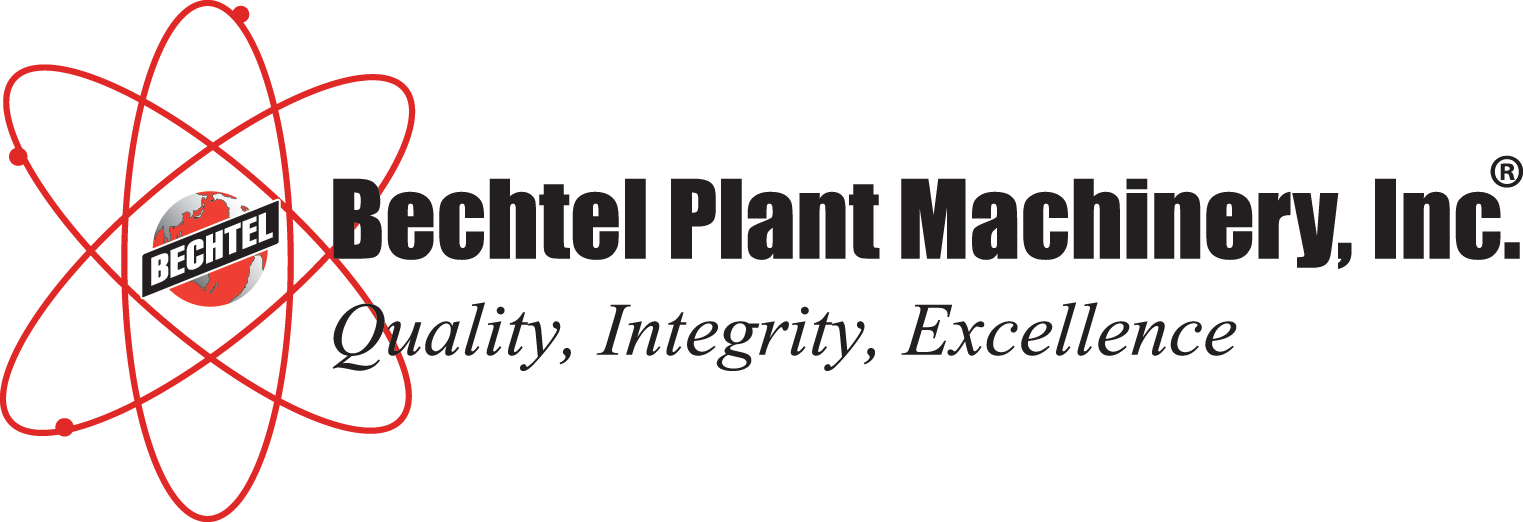 BECHTEL
Bechtel Plant Machinery, Inc.®
Quality, Integrity, Excellence